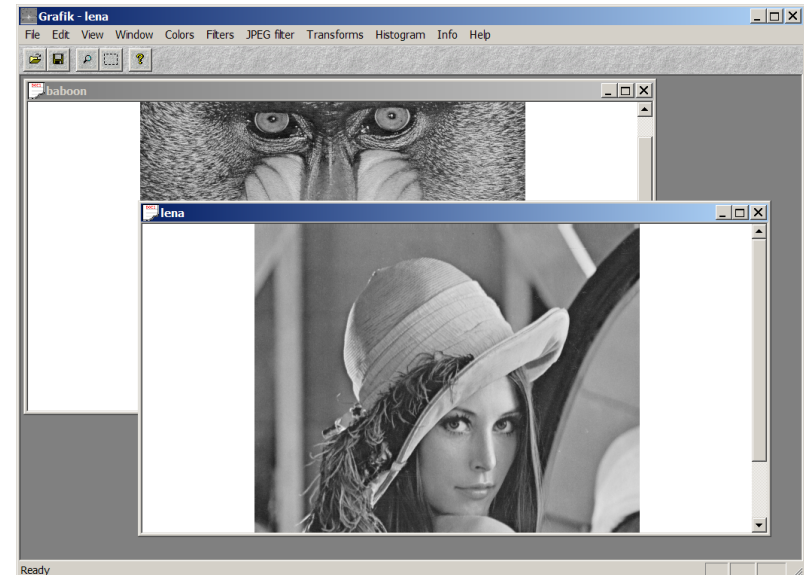 Grafik - lena
File Edit View Window Colors Filters JPEG filter Transforms Histogram Info Help
baboon
lena
Ready